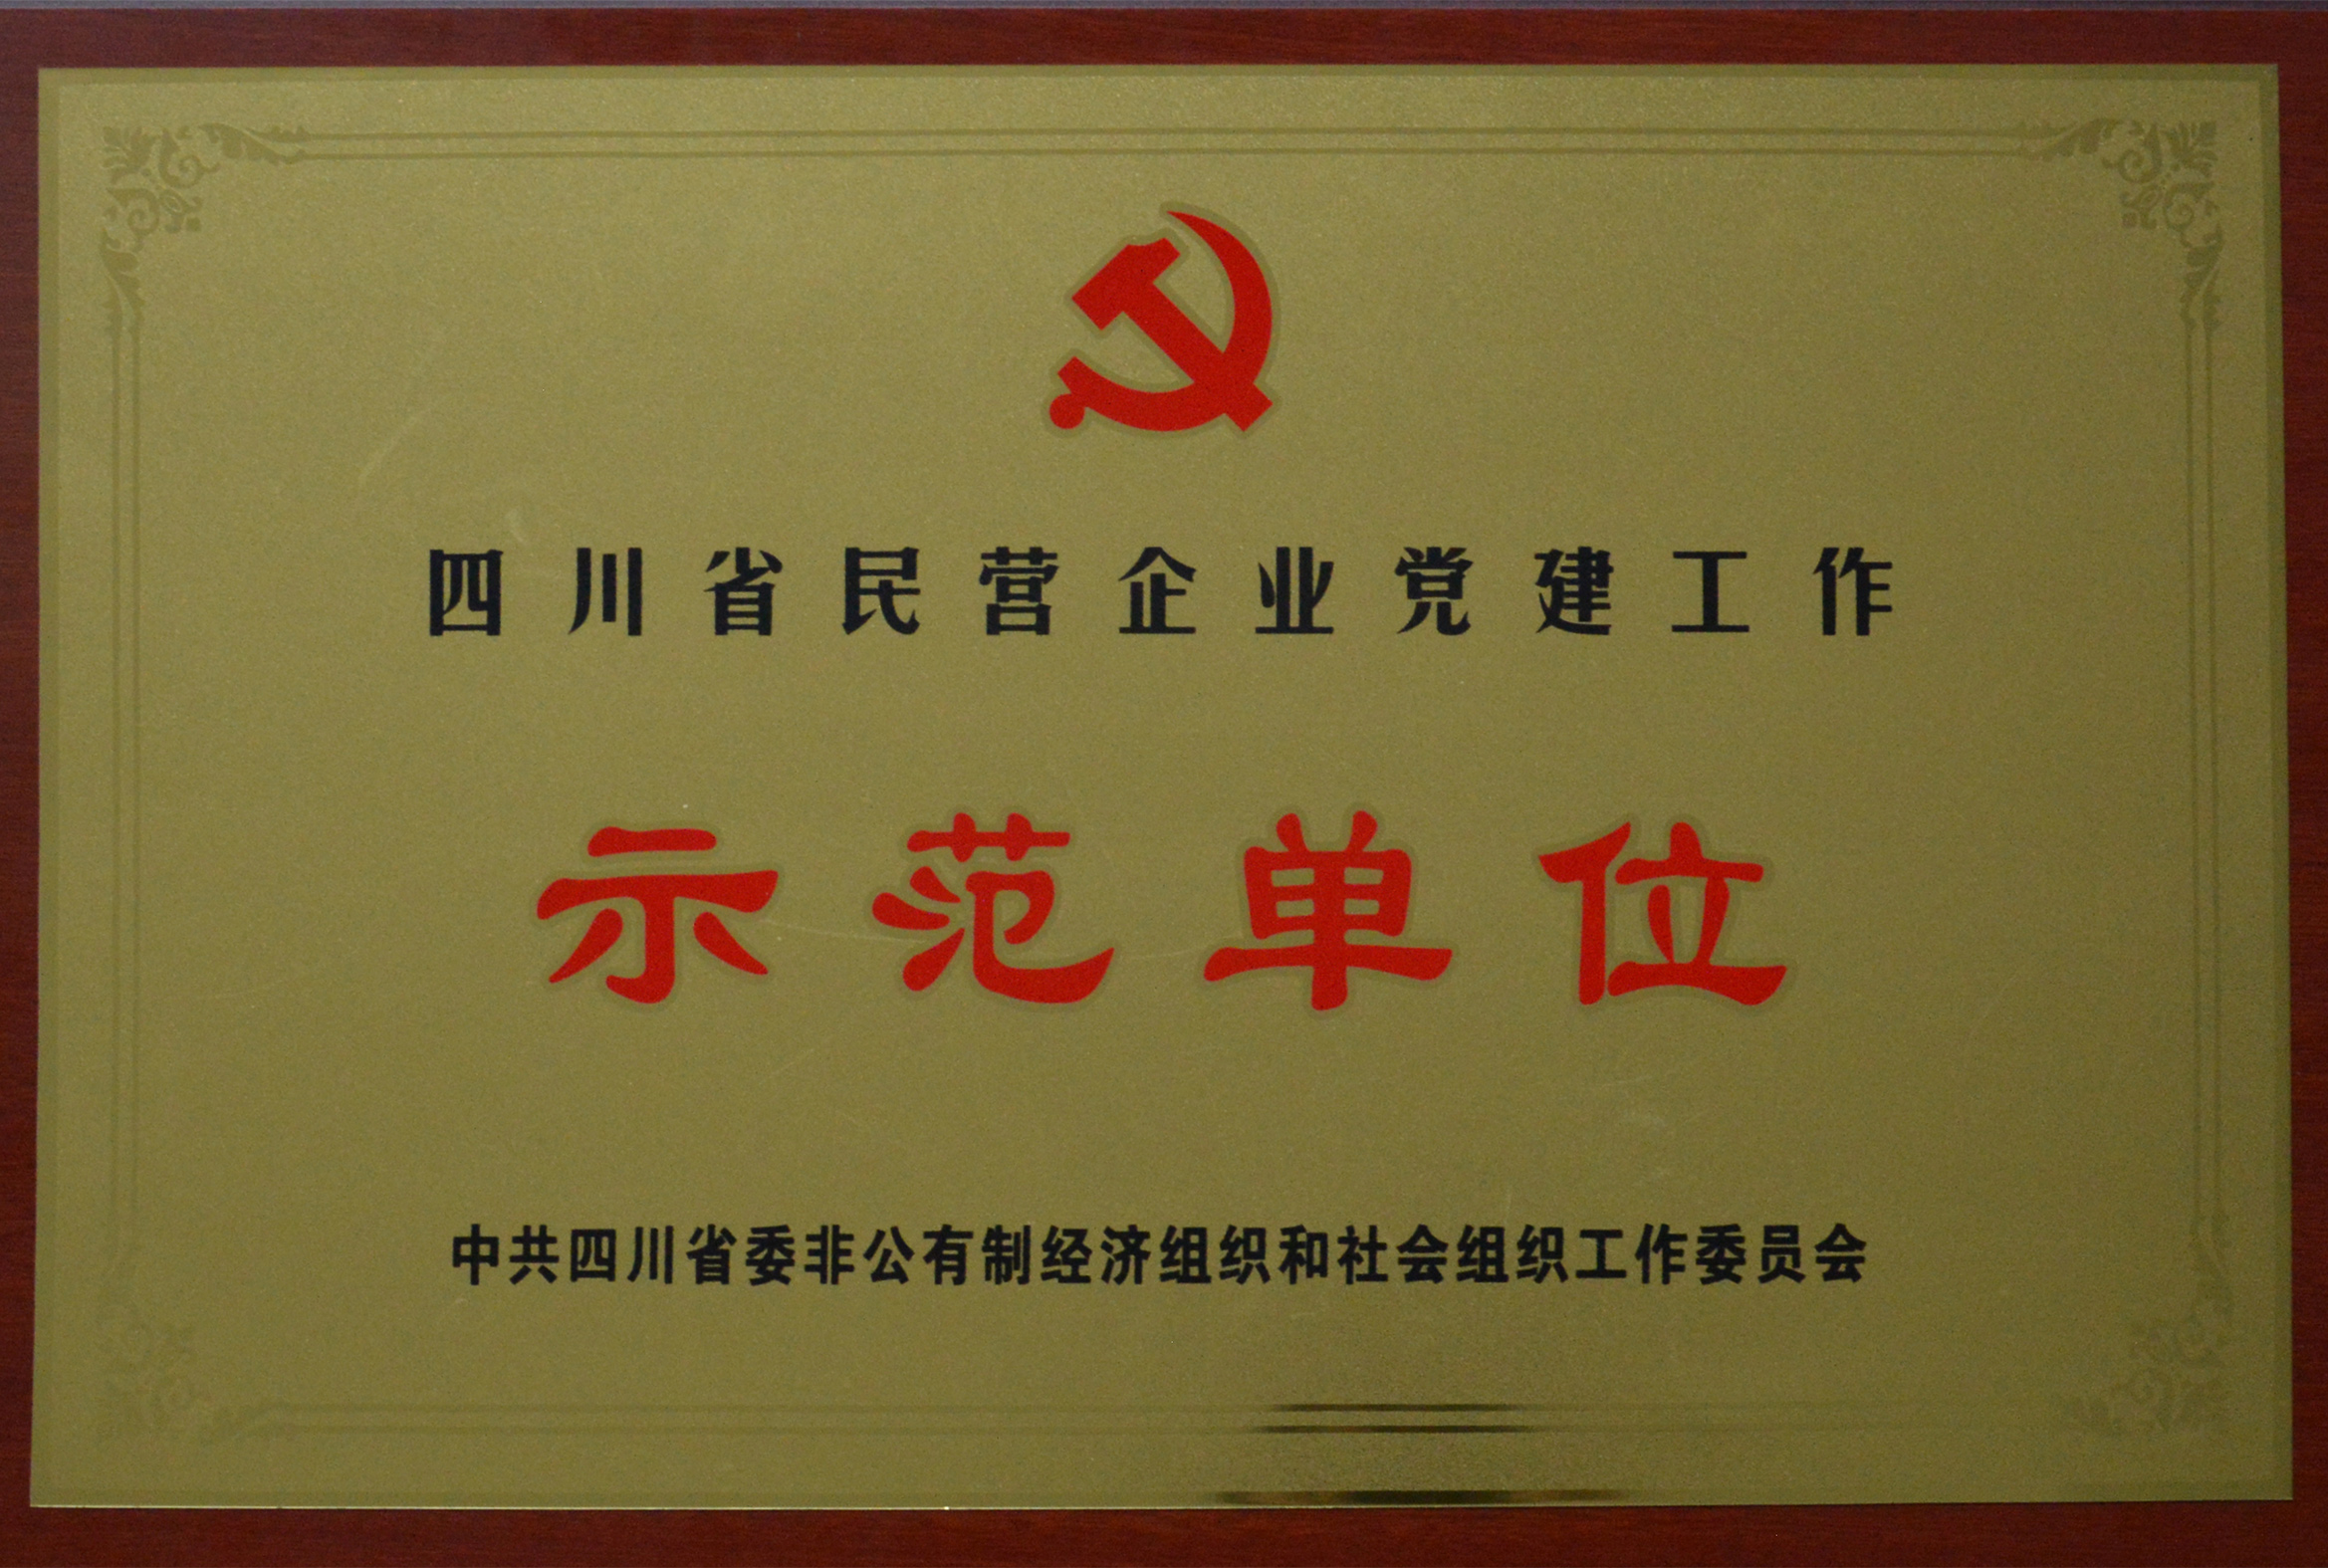 四川省民营企业党建工作
示范单位
中共四川省委非公有制经济组织和社会组织工作委员会